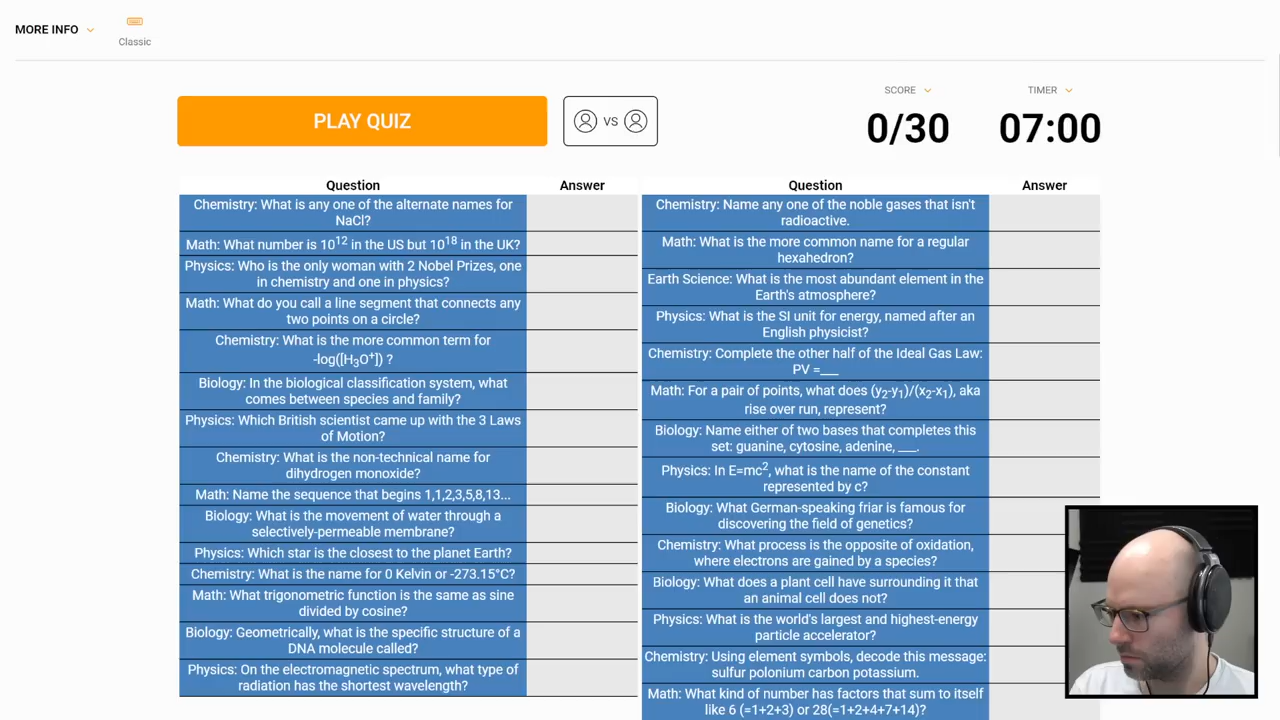 MORE INFO
Classic
PLAY QUIZ
VS
SCORE
0/30
TIMER
07:00
Question
Answer
Chemistry: What is any one of the alternate names for
NaCl?
Math: What number is 10¹² in the US but 10¹⁸ in the UK?
Physics: Who is the only woman with 2 Nobel Prizes, one
in chemistry and one in physics?
Math: What do you call a line segment that connects any
two points on a circle?
Chemistry: What is the more common term for
-log([H₃O⁺]) ?
Biology: In the biological classification system, what
comes between species and family?
Physics: Which British scientist came up with the 3 Laws
of Motion?
Chemistry: What is the non-technical name for
dihydrogen monoxide?
Math: Name the sequence that begins 1,1,2,3,5,8,13...
Biology: What is the movement of water through a
selectively-permeable membrane?
Physics: Which star is the closest to the planet Earth?
Chemistry: What is the name for 0 Kelvin or -273.15°C?
Math: What trigonometric function is the same as sine
divided by cosine?
Biology: Geometrically, what is the specific structure of a
DNA molecule called?
Physics: On the electromagnetic spectrum, what type of
radiation has the shortest wavelength?
Question
Answer
Chemistry: Name any one of the noble gases that isn't
radioactive.
Math: What is the more common name for a regular
hexahedron?
Earth Science: What is the most abundant element in the
Earth's atmosphere?
Physics: What is the SI unit for energy, named after an
English physicist?
Chemistry: Complete the other half of the Ideal Gas Law:
PV =___
Math: For a pair of points, what does (y₂-y₁)/(x₂-x₁), aka
rise over run, represent?
Biology: Name either of two bases that completes this
set: guanine, cytosine, adenine, ___.
Physics: In E=mc², what is the name of the constant
represented by c?
Biology: What German-speaking friar is famous for
discovering the field of genetics?
Chemistry: What process is the opposite of oxidation,
where electrons are gained by a species?
Biology: What does a plant cell have surrounding it that
an animal cell does not?
Physics: What is the world's largest and highest-energy
particle accelerator?
Chemistry: Using element symbols, decode this message:
sulfur polonium carbon potassium.
Math: What kind of number has factors that sum to itself
like 6 (=1+2+3) or 28(=1+2+4+7+14)?